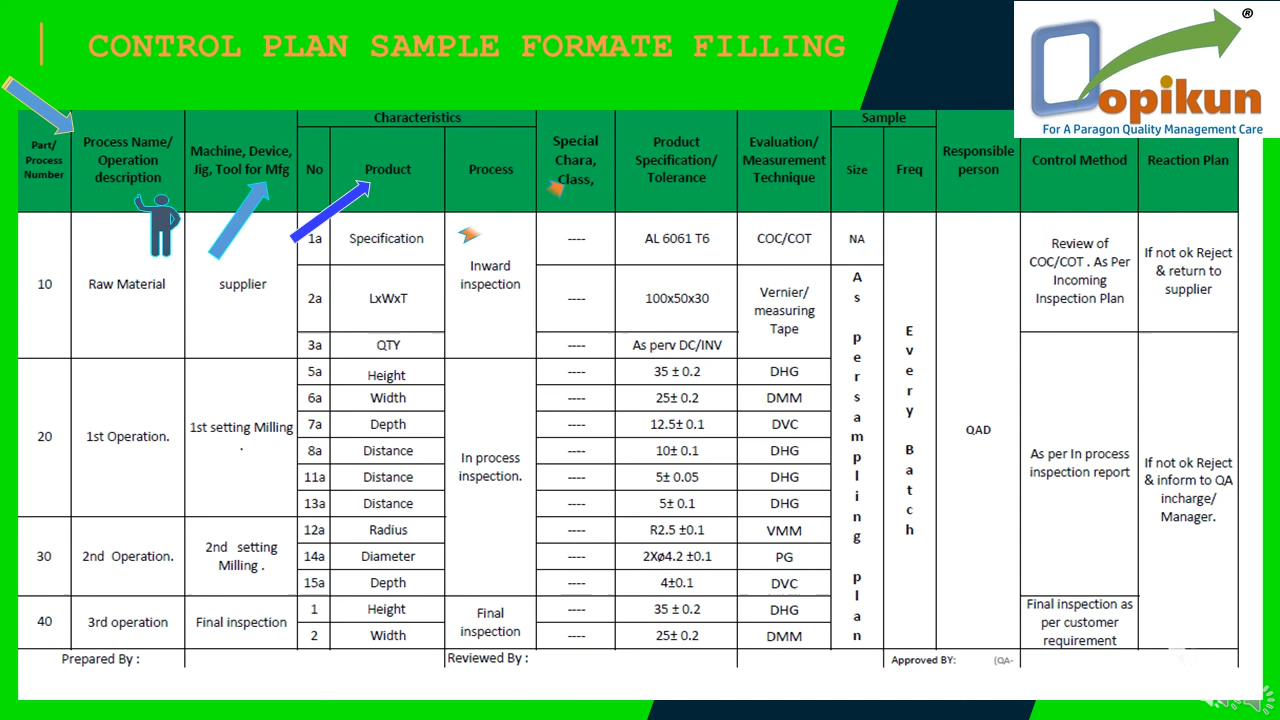 CONTROL PLAN SAMPLE FORMATE FILLING
®
opikun
For A Paragon Quality Management Care
Part/
Process
Number
Process Name/
Operation
description
Machine, Device,
Jig, Tool for Mfg
Characteristics
No
Product
Process
Special
Chara,
Class,
Product
Specification/
Tolerance
Evaluation/
Measurement
Technique
Sample
Size
Freq
Responsible
person
Control Method
Reaction Plan
10
Raw Material
supplier
1a
Specification
Inward
inspection
----
AL 6061 T6
COC/COT
NA
Review of
COC/COT . As Per
Incoming
Inspection Plan
If not ok Reject
& return to
supplier
2a
LxWxT
----
100x50x30
Vernier/
measuring
Tape
As per sampling plan
Every Batch
QAD
3a
QTY
----
As perv DC/INV
20
1st Operation.
1st setting Milling
.
5a
Height
In process
inspection.
----
35 ± 0.2
DHG
As per In process
inspection report
If not ok Reject
& inform to QA
incharge/
Manager.
6a
Width
----
25± 0.2
DMM
7a
Depth
----
12.5± 0.1
DVC
8a
Distance
----
10± 0.1
DHG
11a
Distance
----
5± 0.05
DHG
13a
Distance
----
5± 0.1
DHG
30
2nd Operation.
2nd setting
Milling .
12a
Radius
----
R2.5 ±0.1
VMM
14a
Diameter
----
2Xø4.2 ±0.1
PG
15a
Depth
----
4±0.1
DVC
40
3rd operation
Final inspection
1
Height
Final
inspection
----
35 ± 0.2
DHG
Final inspection as
per customer
requirement
2
Width
----
25± 0.2
DMM
Prepared By :
Reviewed By :
Approved BY: (QA-